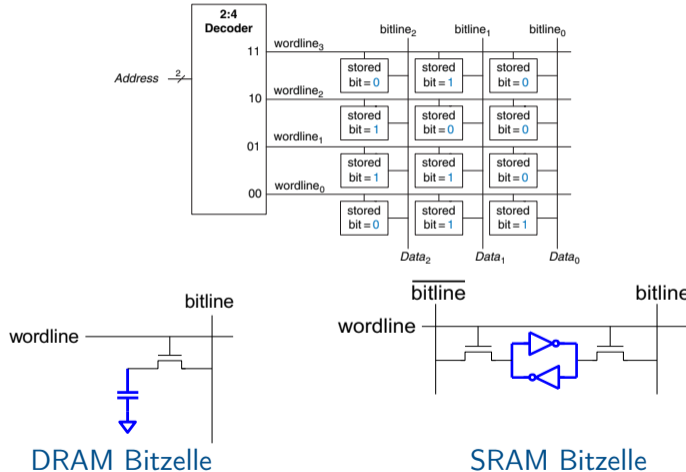 2:4
Decoder
Address
2
11
10
01
00
wordline3
wordline2
wordline1
wordline0
bitline2
bitline1
bitline0
stored
bit = 0
stored
bit = 1
stored
bit = 0
stored
bit = 1
stored
bit = 0
stored
bit = 0
stored
bit = 1
stored
bit = 1
stored
bit = 0
stored
bit = 0
stored
bit = 1
stored
bit = 1
Data2
Data1
Data0
bitline
wordline
DRAM Bitzelle
bitline
bitline
wordline
SRAM Bitzelle